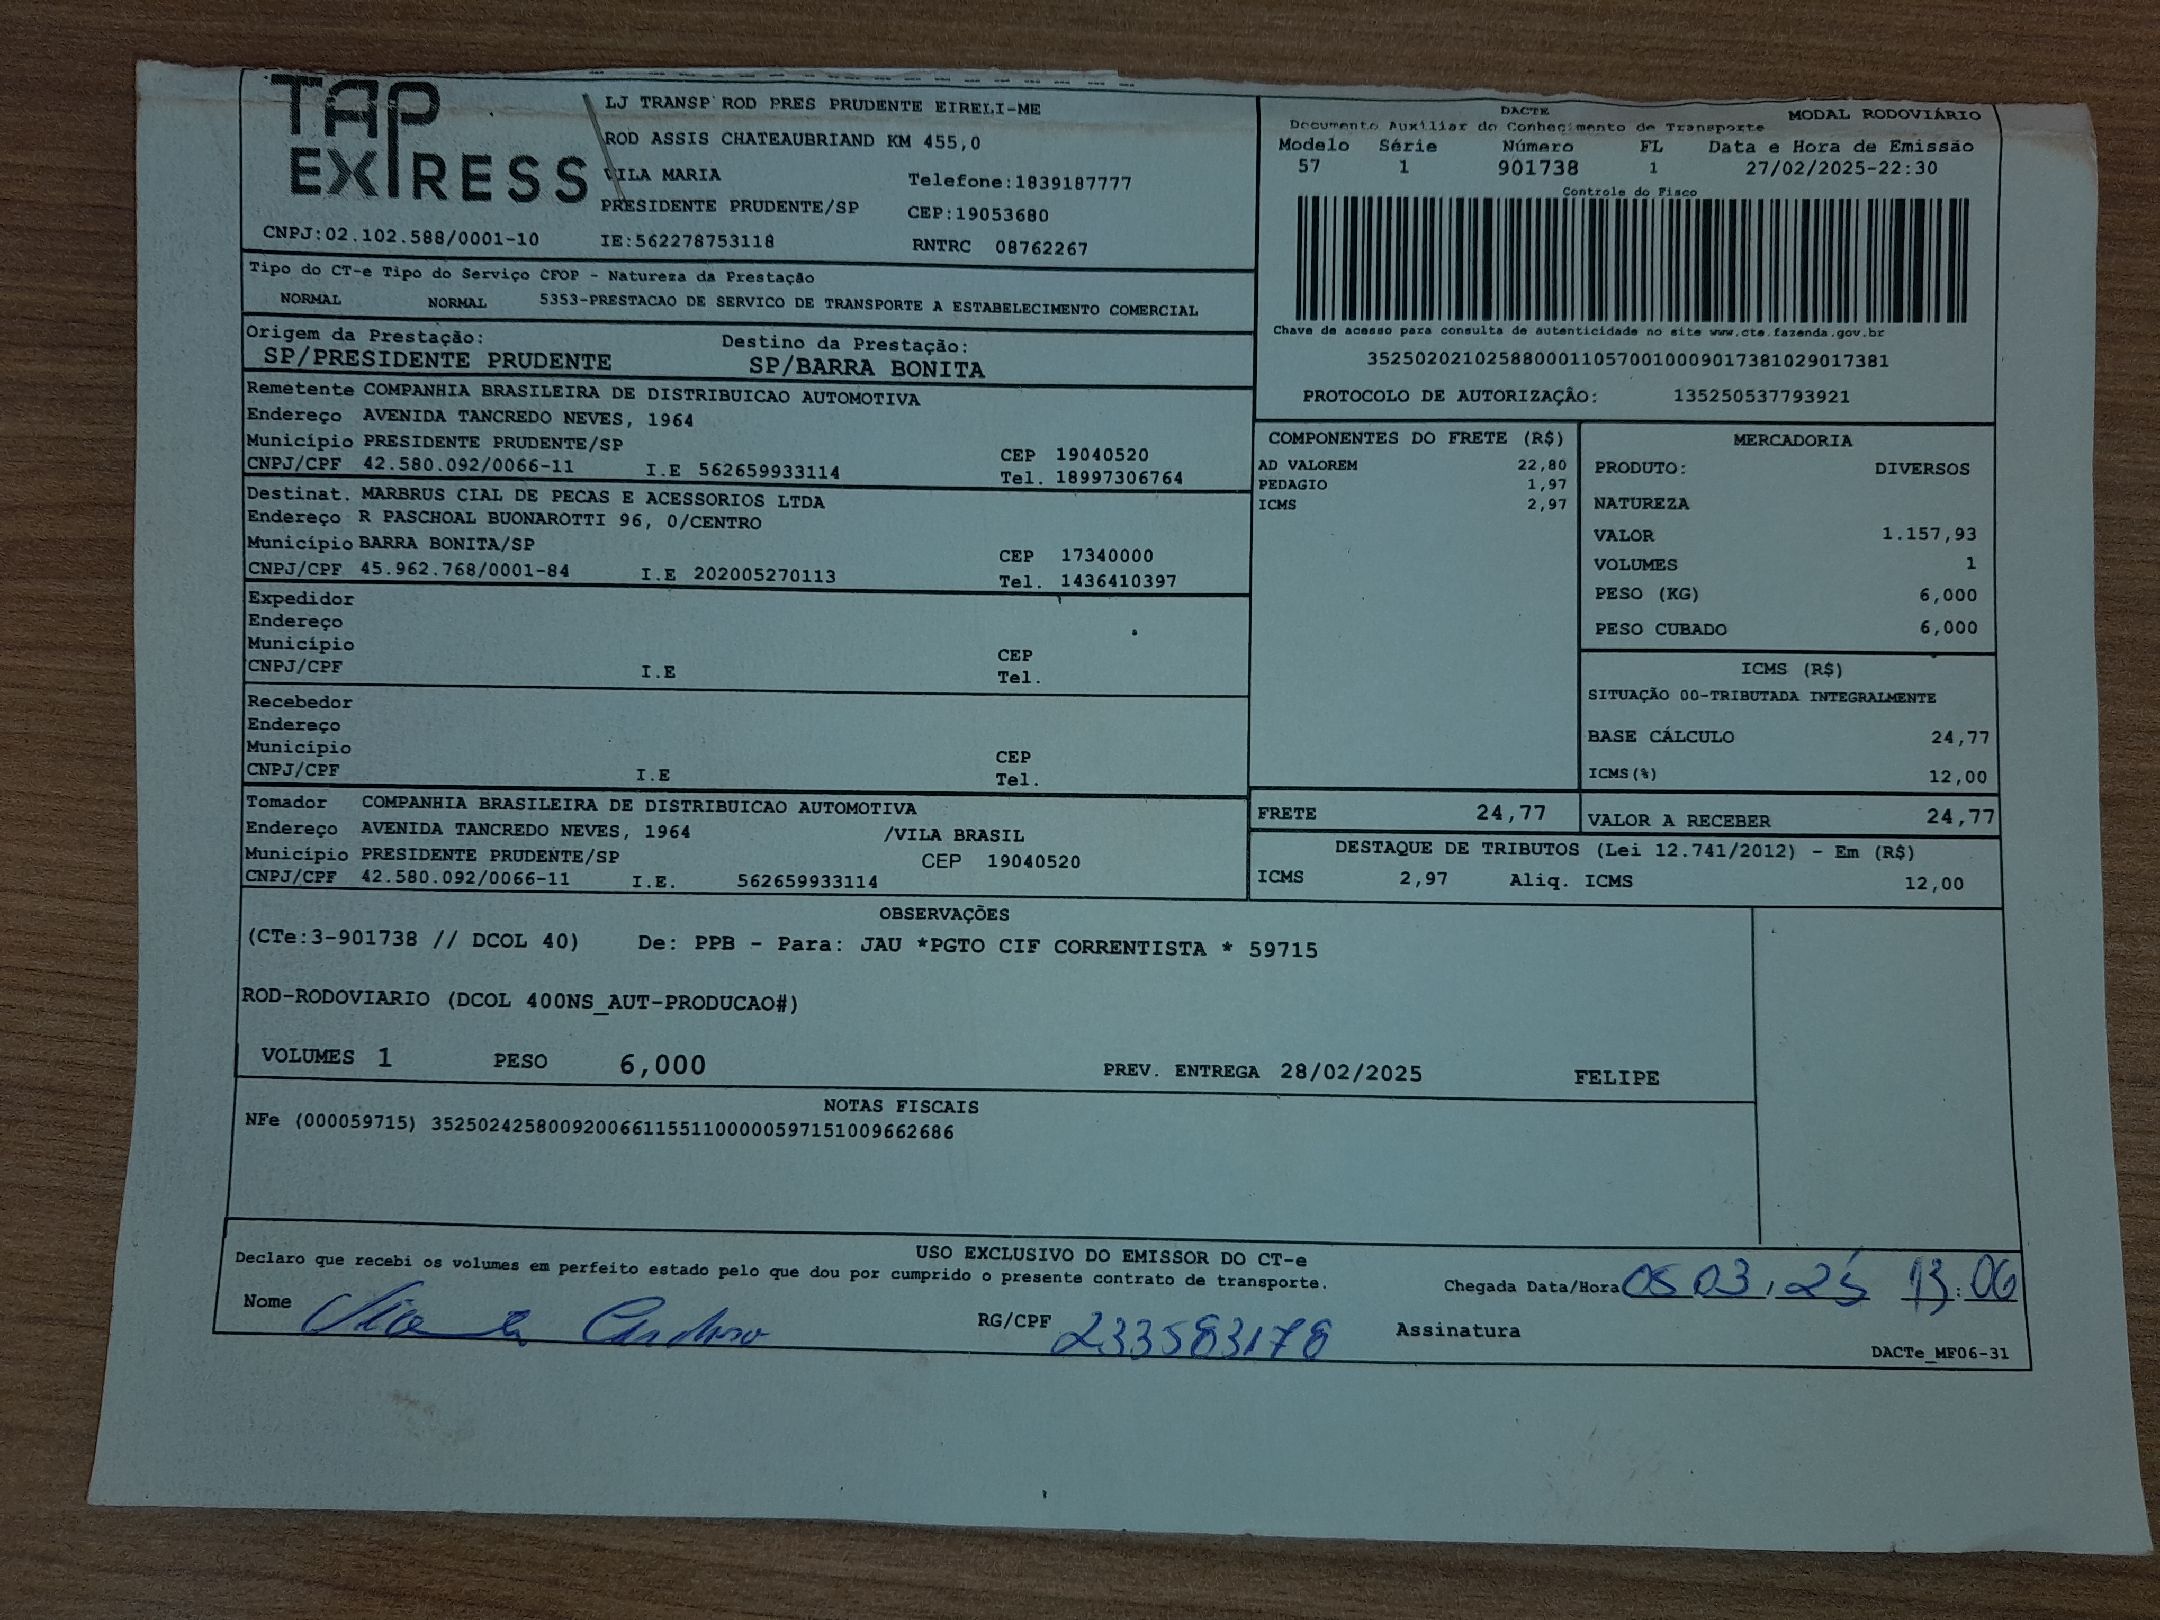 TAP EXPRESS
LJ TRANSP ROD PRES PRUDENTE EIRELI-ME
ROD ASSIS CHATEAUBRIAND KM 455,0
VILA MARIA Telefone:1839187777
PRESIDENTE PRUDENTE/SP CEP:19053680
CNPJ:02.102.588/0001-10 IE:562278753118 RNTRC 08762267
DACTE MODAL RODOVIÁRIO
Documento Auxiliar do Conhecimento de Transporte
Modelo Série Número FL Data e Hora de Emissão
57 1 901738 1 27/02/2025-22:30
Controle do Fisco
Chave de acesso para consulta de autenticidade no site www.cte.fazenda.gov.br
35250202102588000110570010009017381029017381
PROTOCOLO DE AUTORIZAÇÃO: 135250537793921
Tipo do CT-e Tipo do Serviço CFOP - Natureza da Prestação
NORMAL NORMAL 5353-PRESTACAO DE SERVICO DE TRANSPORTE A ESTABELECIMENTO COMERCIAL
Origem da Prestação: Destino da Prestação:
SP/PRESIDENTE PRUDENTE SP/BARRA BONITA
Remetente COMPANHIA BRASILEIRA DE DISTRIBUICAO AUTOMOTIVA
Endereço AVENIDA TANCREDO NEVES, 1964
Município PRESIDENTE PRUDENTE/SP CEP 19040520
CNPJ/CPF 42.580.092/0066-11 I.E 562659933114 Tel. 18997306764
Destinat. MARBRUS CIAL DE PECAS E ACESSORIOS LTDA
Endereço R PASCHOAL BUONAROTTI 96, 0/CENTRO
Município BARRA BONITA/SP CEP 17340000
CNPJ/CPF 45.962.768/0001-84 I.E 202005270113 Tel. 1436410397
Expedidor
Endereço
Município CEP
CNPJ/CPF I.E Tel.
Recebedor
Endereço
Município CEP
CNPJ/CPF I.E Tel.
Tomador COMPANHIA BRASILEIRA DE DISTRIBUICAO AUTOMOTIVA
Endereço AVENIDA TANCREDO NEVES, 1964 /VILA BRASIL
Município PRESIDENTE PRUDENTE/SP CEP 19040520
CNPJ/CPF 42.580.092/0066-11 I.E. 562659933114
COMPONENTES DO FRETE (R$)
AD VALOREM 22,80
PEDAGIO 1,97
ICMS 2,97
MERCADORIA
PRODUTO: DIVERSOS
NATUREZA
VALOR 1.157,93
VOLUMES 1
PESO (KG) 6,000
PESO CUBADO 6,000
ICMS (R$)
SITUAÇÃO 00-TRIBUTADA INTEGRALMENTE
BASE CÁLCULO 24,77
ICMS(%) 12,00
FRETE 24,77 VALOR A RECEBER 24,77
DESTAQUE DE TRIBUTOS (Lei 12.741/2012) - Em (R$)
ICMS 2,97 Aliq. ICMS 12,00
OBSERVAÇÕES
(CTe:3-901738 // DCOL 40) De: PPB - Para: JAU *PGTO CIF CORRENTISTA * 59715
ROD-RODOVIARIO (DCOL 400NS_AUT-PRODUCAO#)
VOLUMES 1 PESO 6,000 PREV. ENTREGA 28/02/2025 FELIPE
NOTAS FISCAIS
NFe (000059715) 35250242580092006611551100000597151009662686
USO EXCLUSIVO DO EMISSOR DO CT-e
Declaro que recebi os volumes em perfeito estado pelo que dou por cumprido o presente contrato de transporte.
Chegada Data/Hora 05 03, 25 13:06
Nome RG/CPF 233583178 Assinatura
DACTe_MF06-31